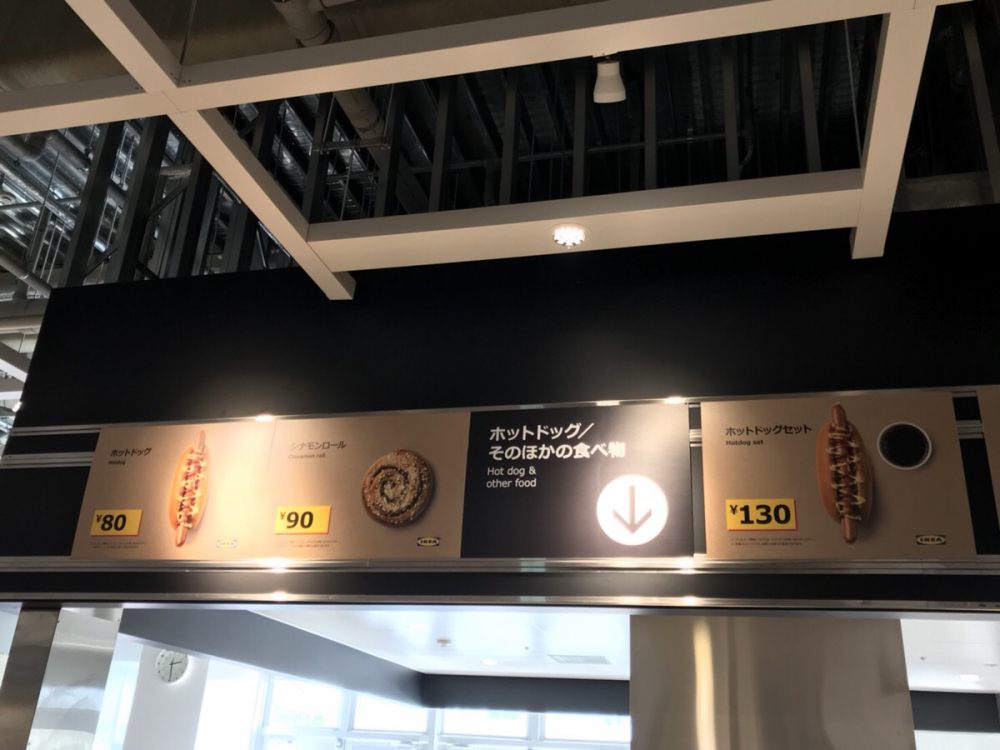 ホットドッグ
Hotdog
¥80
シナモンロール
Cinnamon roll
¥90
IKEA
ホットドッグ/
そのほかの食べ物
Hot dog &
other food
ホットドッグセット
Hotdog set
¥130
IKEA